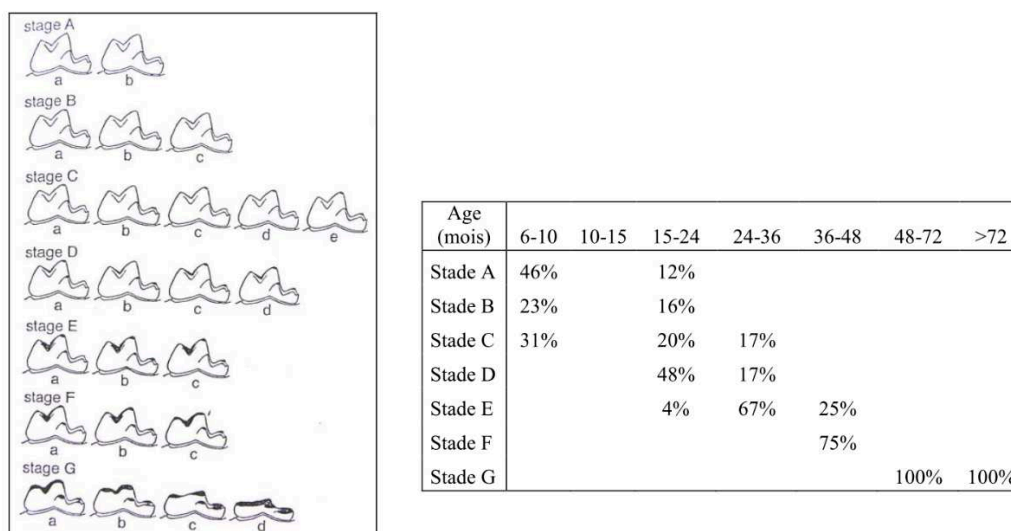 stage A
a b
stage B
a b c
stage C
a b c d e
stage D
a b c d
stage E
a b c
stage F
a b c
stage G
a b c d
Age
(mois) 6-10 10-15 15-24 24-36 36-48 48-72 >72
Stade A 46% 12%
Stade B 23% 16%
Stade C 31% 20% 17%
Stade D 48% 17%
Stade E 4% 67% 25%
Stade F 75%
Stade G 100% 100%